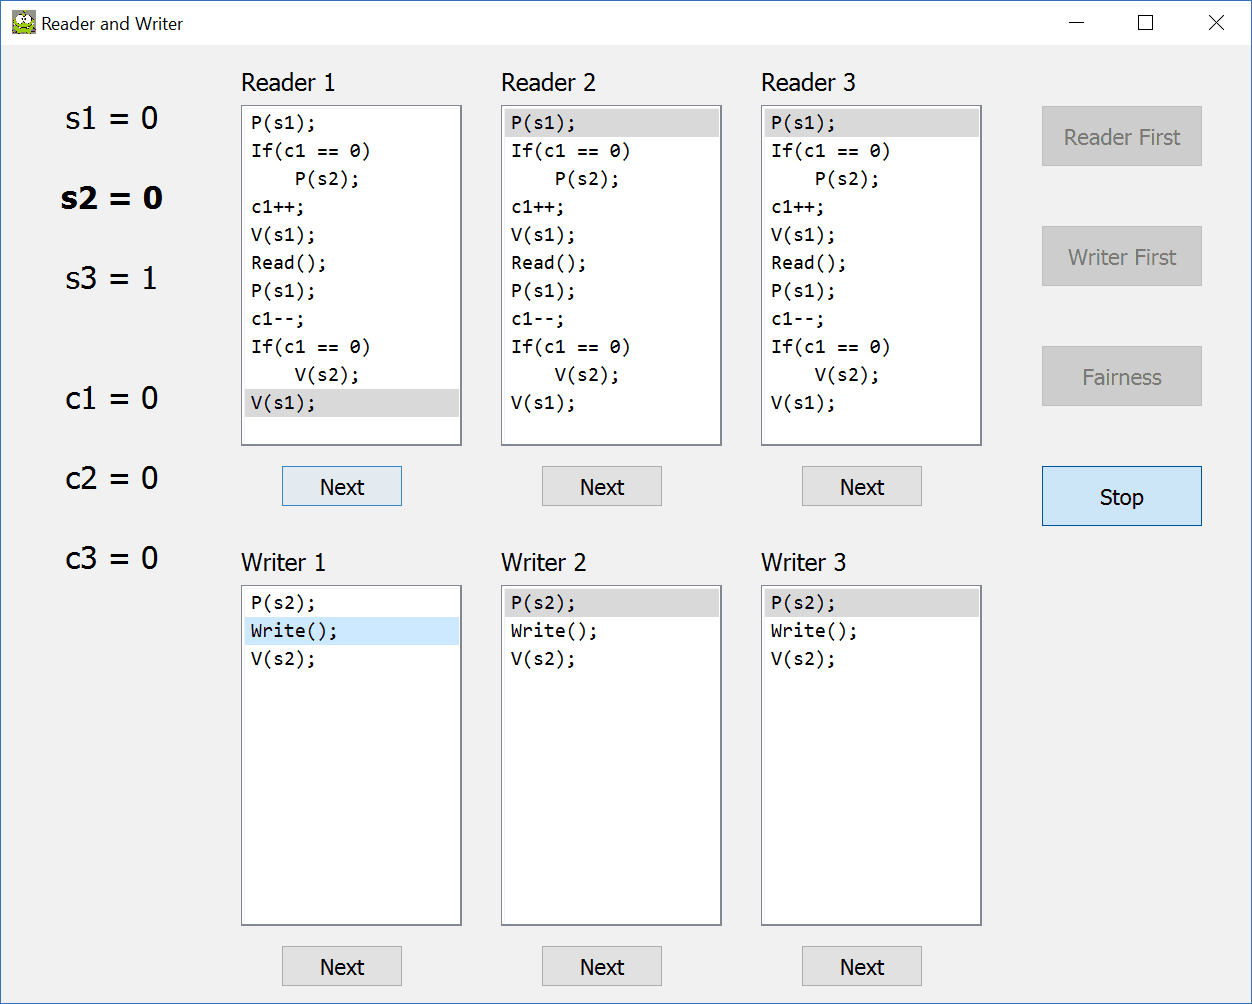 Reader and Writer
s1 = 0
s2 = 0
s3 = 1
c1 = 0
c2 = 0
c3 = 0
Reader 1
P(s1);
If(c1 == 0)
    P(s2);
c1++;
V(s1);
Read();
P(s1);
c1--;
If(c1 == 0)
    V(s2);
V(s1);
Next
Reader 2
P(s1);
If(c1 == 0)
    P(s2);
c1++;
V(s1);
Read();
P(s1);
c1--;
If(c1 == 0)
    V(s2);
V(s1);
Next
Reader 3
P(s1);
If(c1 == 0)
    P(s2);
c1++;
V(s1);
Read();
P(s1);
c1--;
If(c1 == 0)
    V(s2);
V(s1);
Next
Reader First
Writer First
Fairness
Stop
Writer 1
P(s2);
Write();
V(s2);
Next
Writer 2
P(s2);
Write();
V(s2);
Next
Writer 3
P(s2);
Write();
V(s2);
Next